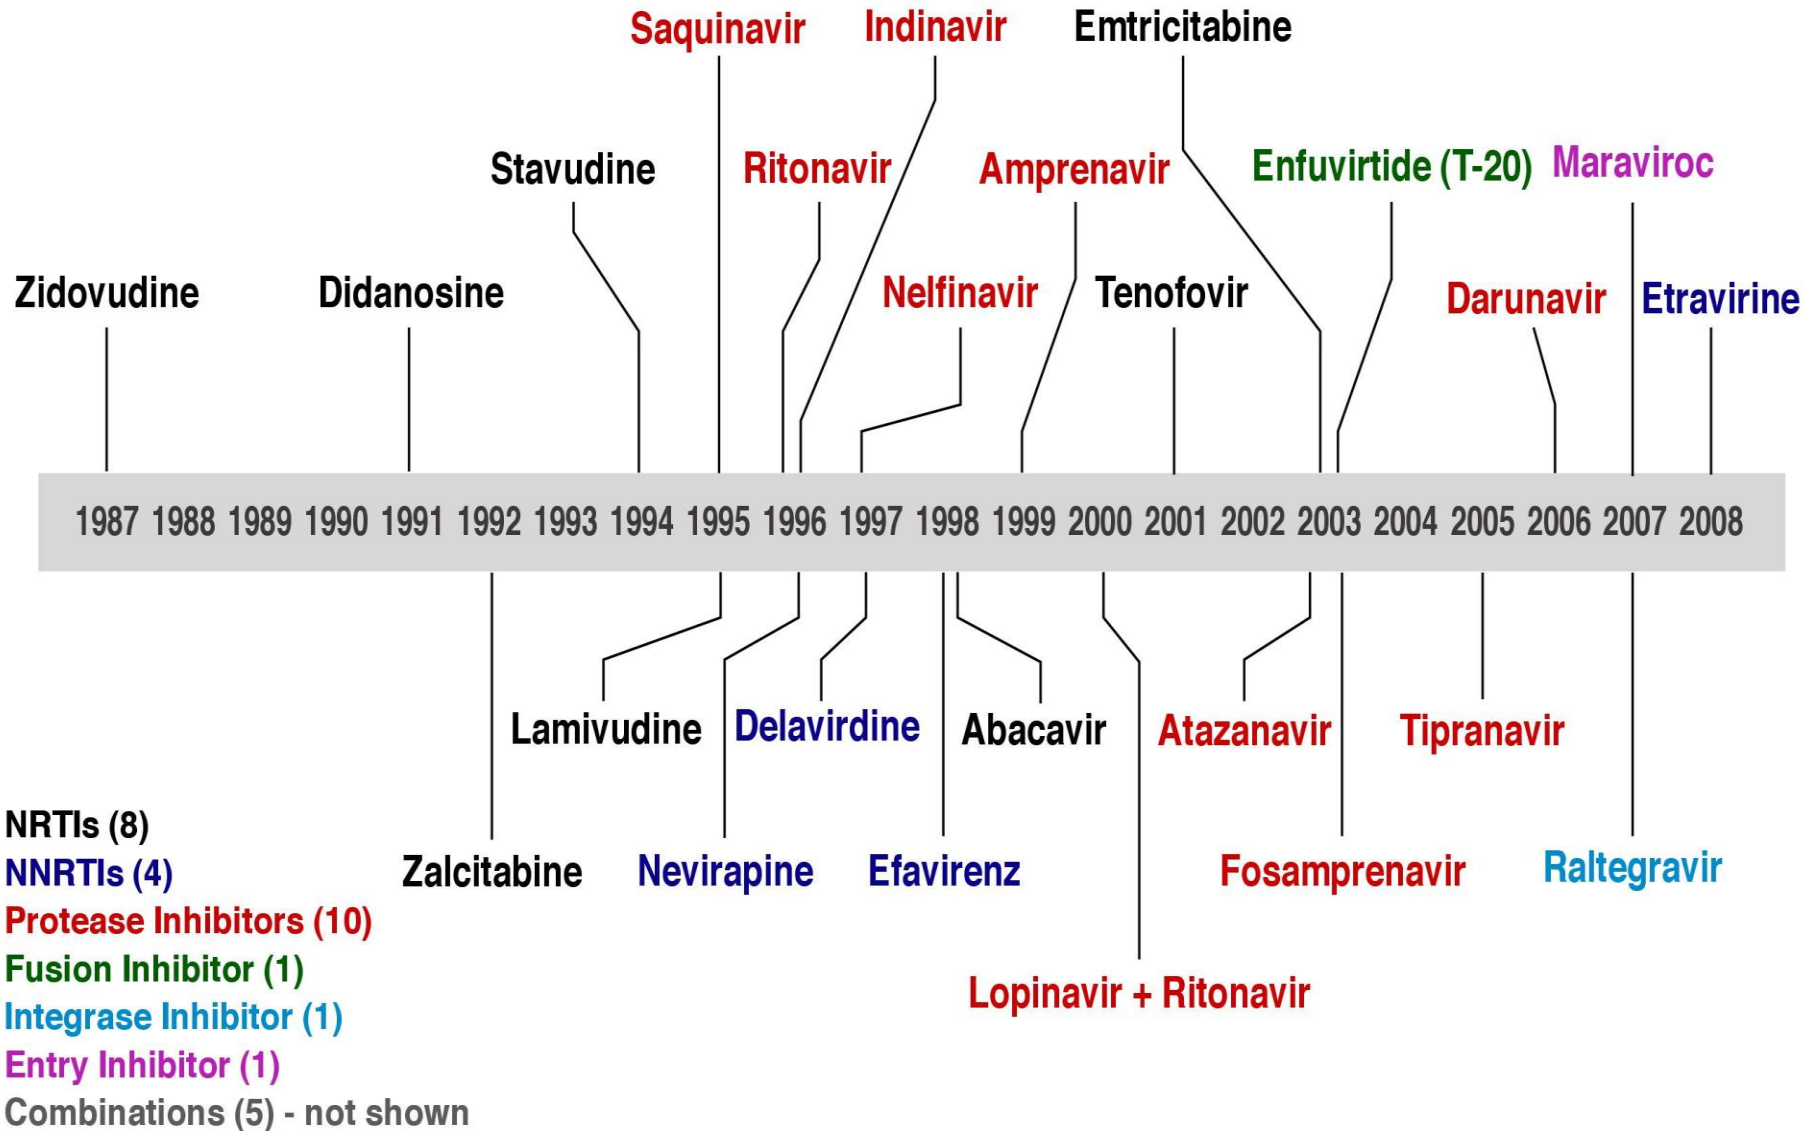 Saquinavir Indinavir Emtricitabine
Stavudine Ritonavir Amprenavir Enfuvirtide (T-20) Maraviroc
Zidovudine Didanosine Nelfinavir Tenofovir Darunavir Etravirine
1987 1988 1989 1990 1991 1992 1993 1994 1995 1996 1997 1998 1999 2000 2001 2002 2003 2004 2005 2006 2007 2008
Lamivudine Delavirdine Abacavir Atazanavir Tipranavir
Zalcitabine Nevirapine Efavirenz Fosamprenavir Raltegravir
Lopinavir + Ritonavir
NRTIs (8)
NNRTIs (4)
Protease Inhibitors (10)
Fusion Inhibitor (1)
Integrase Inhibitor (1)
Entry Inhibitor (1)
Combinations (5) - not shown